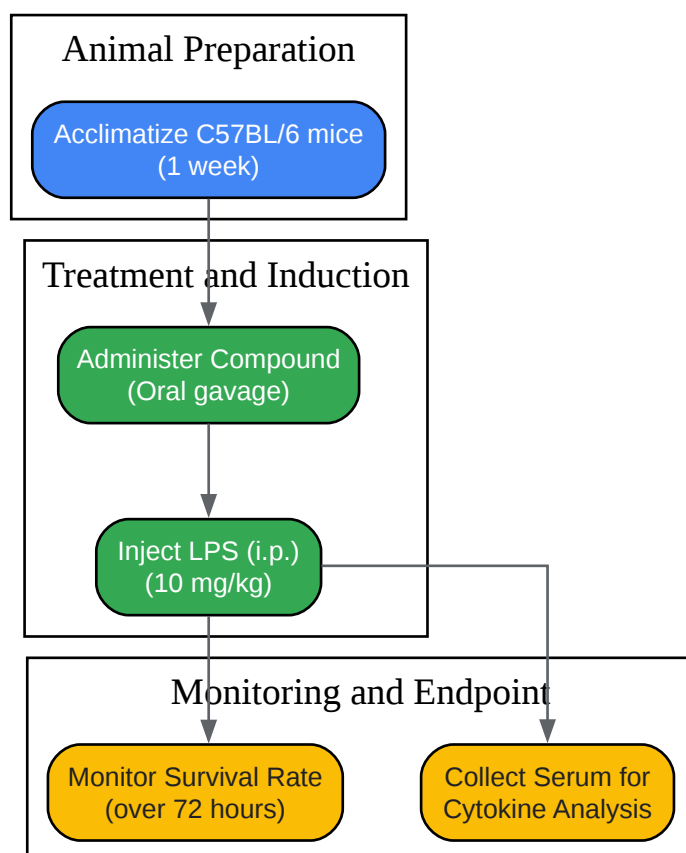 Animal Preparation
Acclimatize C57BL/6 mice
(1 week)
Treatment and Induction
Administer Compound
(Oral gavage)
Inject LPS (i.p.)
(10 mg/kg)
Monitoring and Endpoint
Monitor Survival Rate
(over 72 hours)
Collect Serum for
Cytokine Analysis